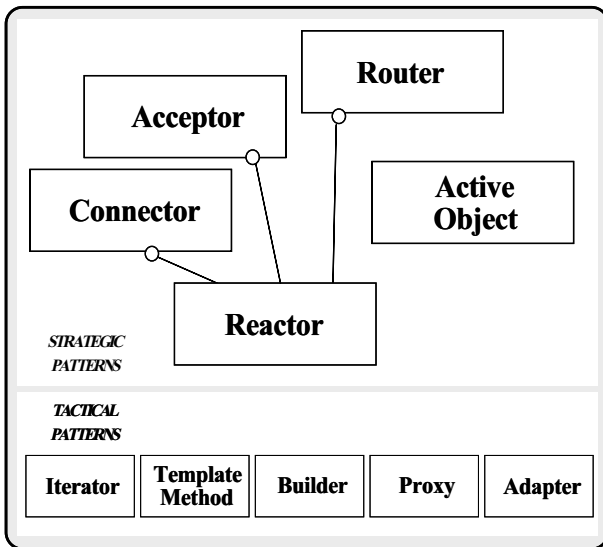 Router
Acceptor
Active
Object
Connector
Reactor
STRATEGIC
PATTERNS
TACTICAL
PATTERNS
Iterator
Template
Method
Builder
Proxy
Adapter